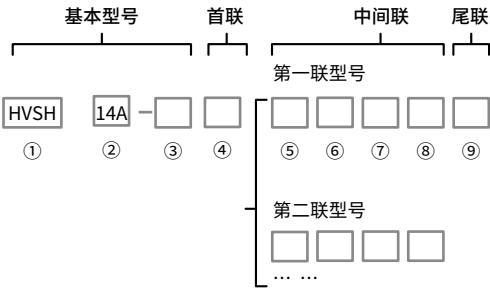 基本型号 首联 中间联 尾联
第一联型号
HVSH 14A -
① ② ③ ④ ⑤ ⑥ ⑦ ⑧ ⑨
第二联型号
… …